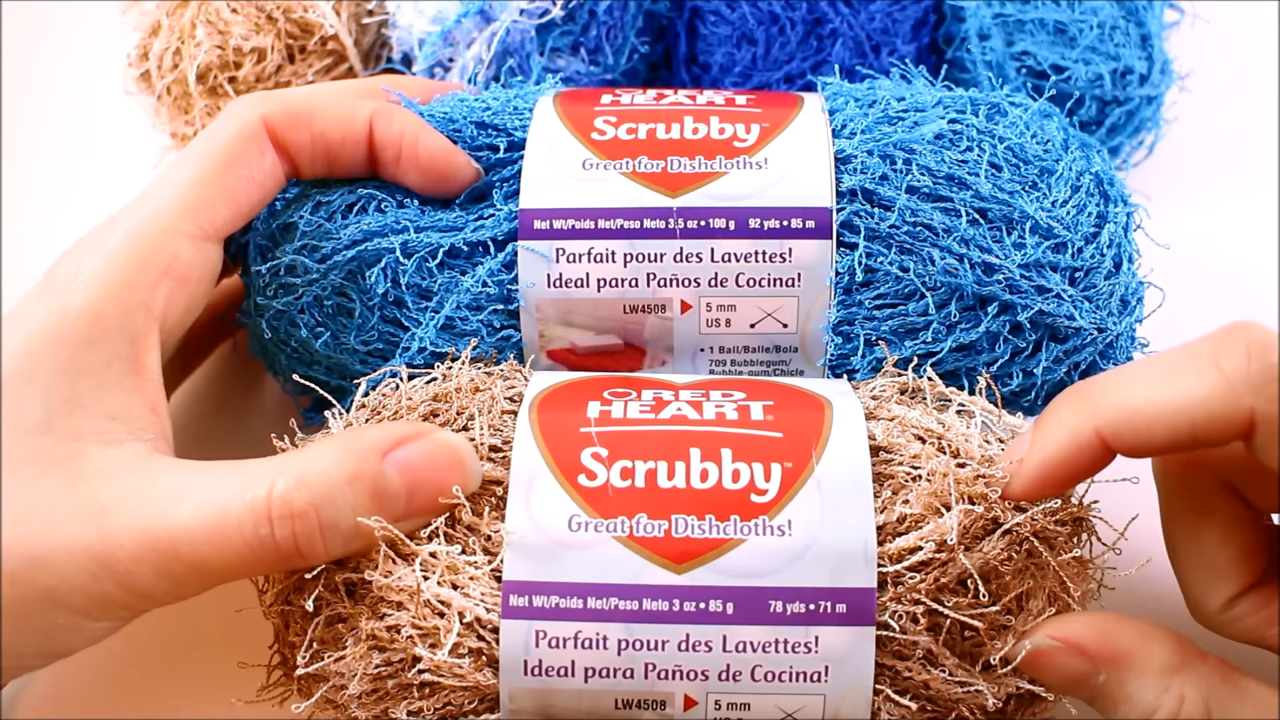 RED
HEART
Scrubby™
Great for Dishcloths!
Net Wt/Poids Net/Peso Neto 3.5 oz • 100 g 92 yds • 85 m
Parfait pour des Lavettes!
Ideal para Paños de Cocina!
LW4508
5 mm
US 8
• 1 Ball/Balle/Bola
709 Bubblegum/
Bubble-gum/Chicle
RED
HEART®
Scrubby™
Great for Dishcloths!
Net Wt/Poids Net/Peso Neto 3 oz • 85 g 78 yds • 71 m
Parfait pour des Lavettes!
Ideal para Paños de Cocina!
LW4508
5 mm